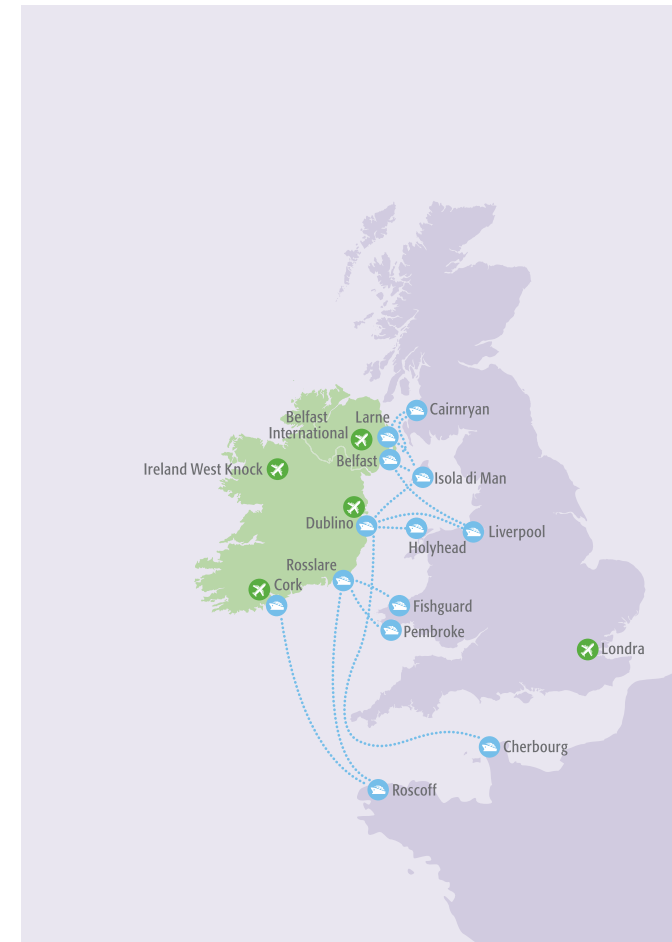 Cairnryan
Belfast
International
Larne
Belfast
Ireland West Knock
Isola di Man
Dublino
Liverpool
Holyhead
Rosslare
Cork
Fishguard
Pembroke
Londra
Cherbourg
Roscoff